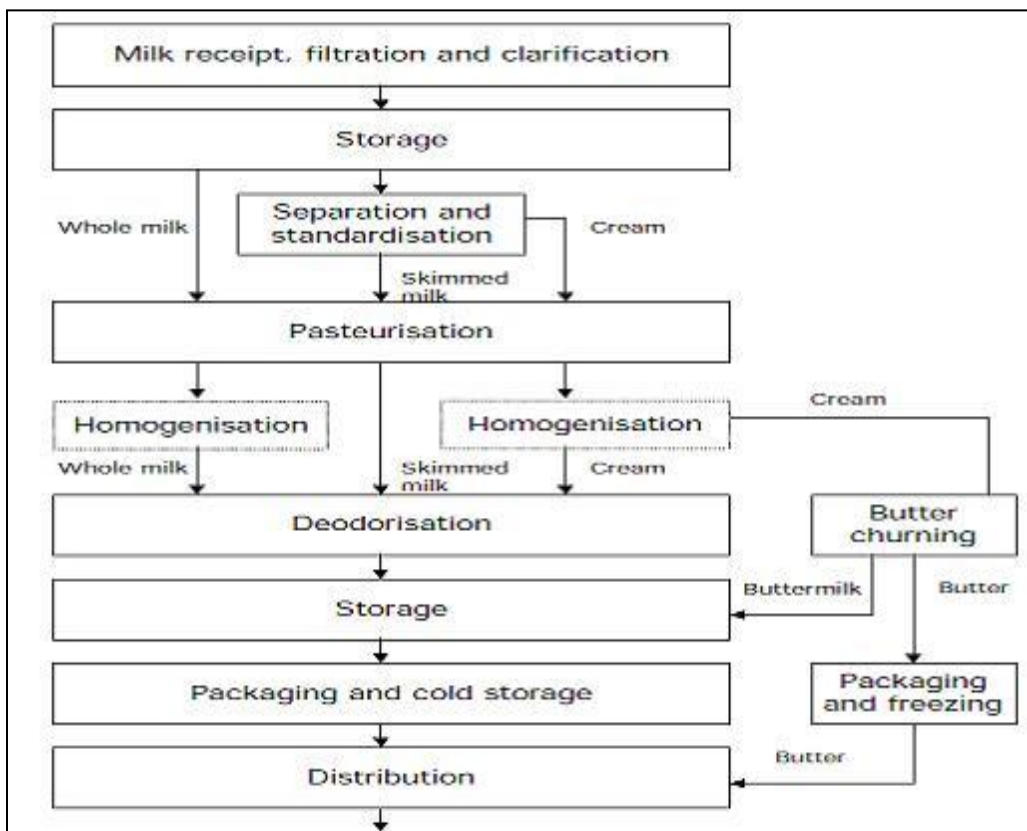 Milk receipt, filtration and clarification
Storage
Whole milk
Separation and
standardisation
Cream
Skimmed
milk
Pasteurisation
Cream
Homogenisation
Homogenisation
Whole milk
Skimmed
milk
Cream
Deodorisation
Butter
churning
Buttermilk
Butter
Storage
Packaging and cold storage
Packaging
and freezing
Butter
Distribution